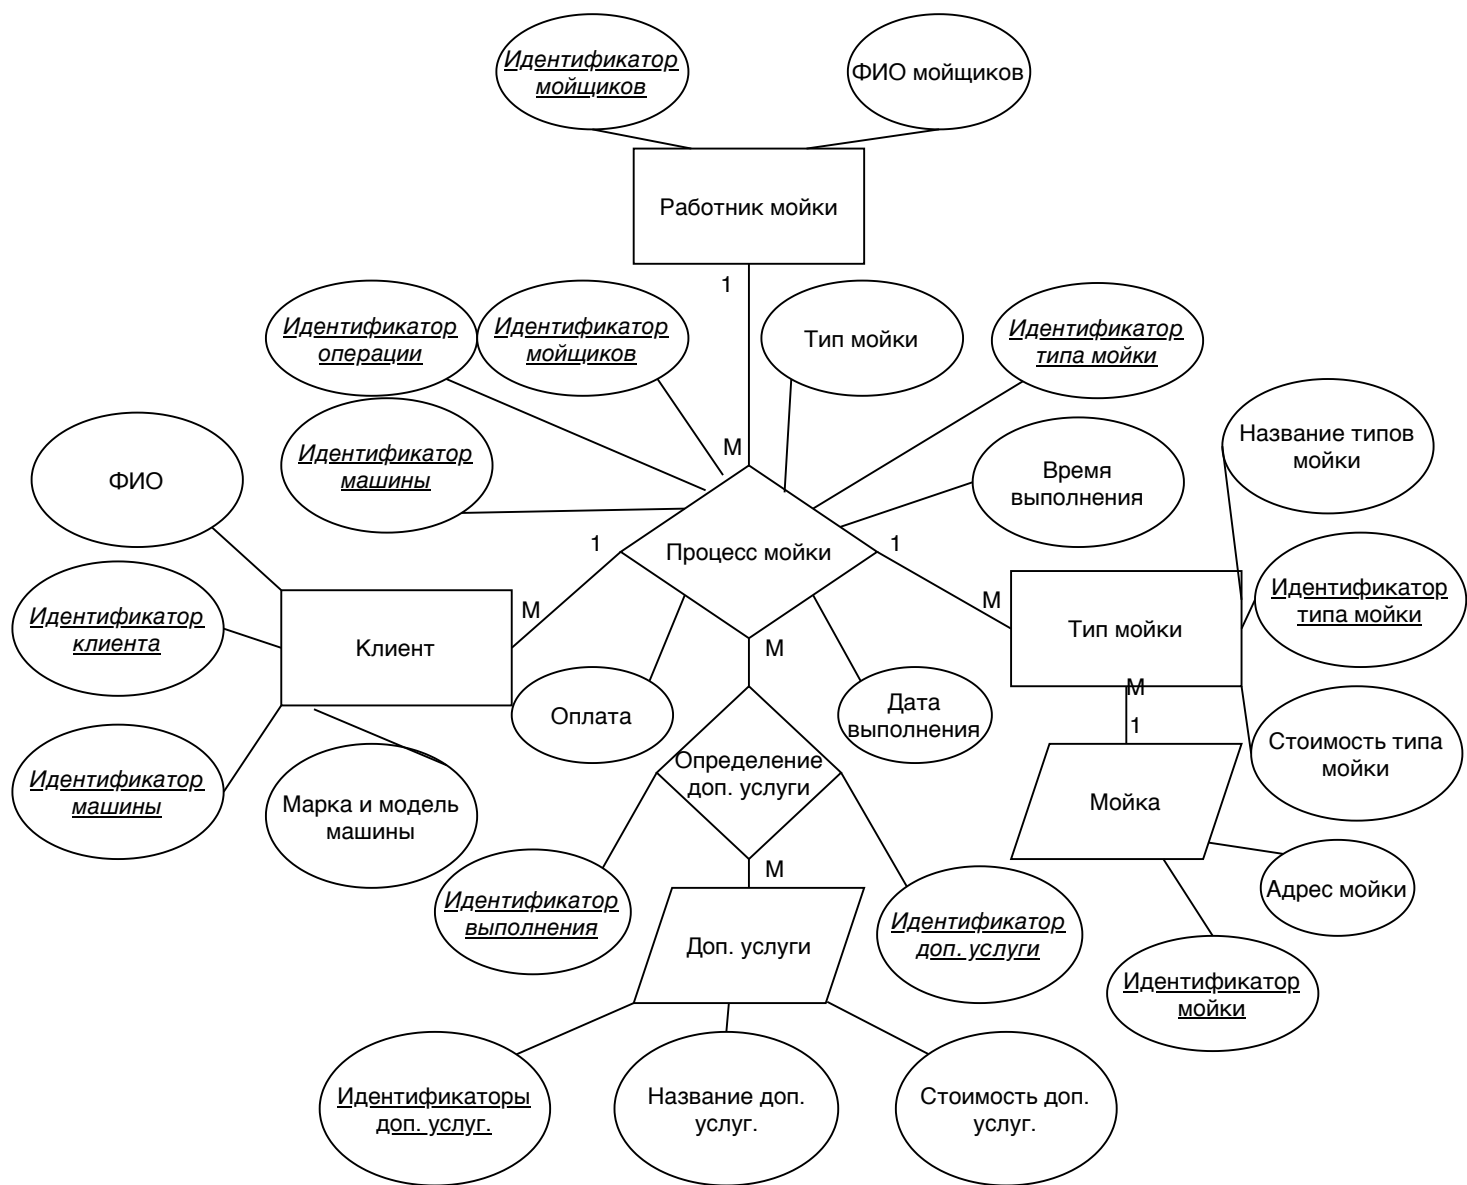 Идентификатор
мойщиков
ФИО мойщиков
Работник мойки
1
Идентификатор
операции
Идентификатор
мойщиков
Тип мойки
Идентификатор
типа мойки
Название типов
мойки
ФИО
Идентификатор
машины
М
Время
выполнения
1
Процесс мойки
1
Идентификатор
клиента
Клиент
М
М
Тип мойки
Идентификатор
типа мойки
М
М
1
Оплата
Дата
выполнения
Стоимость типа
мойки
Идентификатор
машины
Марка и модель
машины
Определение
доп. услуги
Мойка
М
Адрес мойки
Идентификатор
выполнения
Доп. услуги
Идентификатор
доп. услуги
Идентификатор
мойки
Идентификаторы
доп. услуг.
Название доп.
услуг.
Стоимость доп.
услуг.